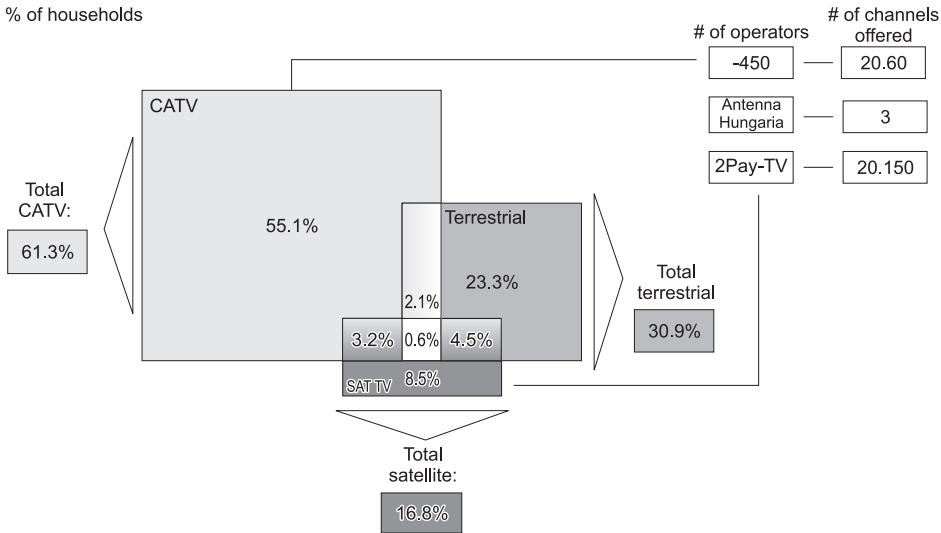 % of households
# of operators
# of channels
offered
-450
20.60
Antenna
Hungaria
3
2Pay-TV
20.150
CATV
Total
CATV:
61.3%
55.1%
Terrestrial
23.3%
2.1%
3.2%
0.6%
4.5%
SAT TV
8.5%
Total
terrestrial
30.9%
Total
satellite:
16.8%